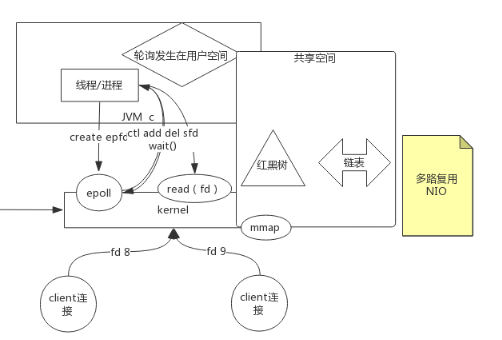 轮询发生在用户空间
共享空间
线程/进程
JVM c
create epfd
ctl add del sfd
wait()
红黑树
链表
多路复用
NIO
epoll
read ( fd )
kernel
mmap
fd 8
fd 9
client连
接
client连
接